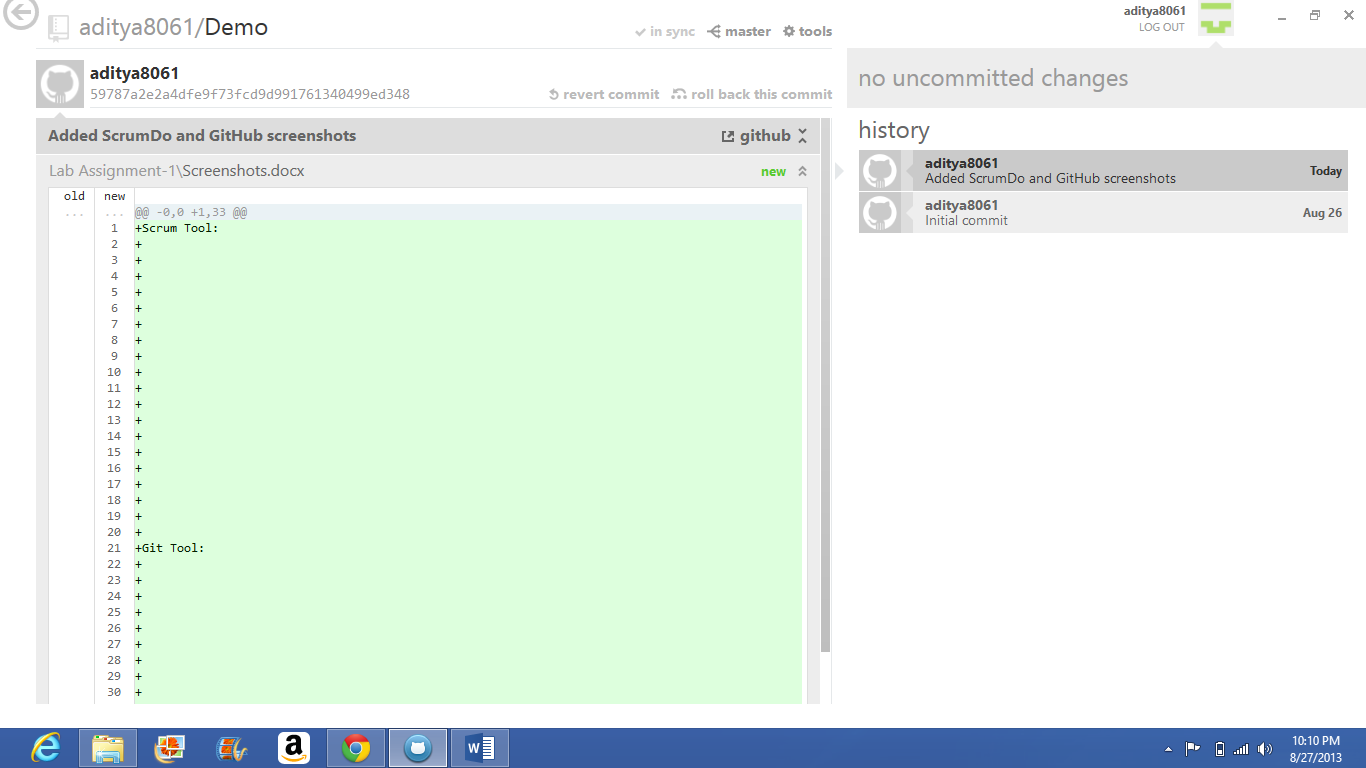 aditya8061/Demo
in sync master tools
aditya8061
LOG OUT
aditya8061
59787a2e2a4dfe9f73fcd9d991761340499ed348
revert commit roll back this commit
Added ScrumDo and GitHub screenshots
github
Lab Assignment-1\Screenshots.docx
new
old new
... ... @@ -0,0 +1,33 @@
1 +Scrum Tool:
2 +
3 +
4 +
5 +
6 +
7 +
8 +
9 +
10 +
11 +
12 +
13 +
14 +
15 +
16 +
17 +
18 +
19 +
20 +
21 +Git Tool:
22 +
23 +
24 +
25 +
26 +
27 +
28 +
29 +
30 +
no uncommitted changes
history
aditya8061
Added ScrumDo and GitHub screenshots
Today
aditya8061
Initial commit
Aug 26
10:10 PM
8/27/2013